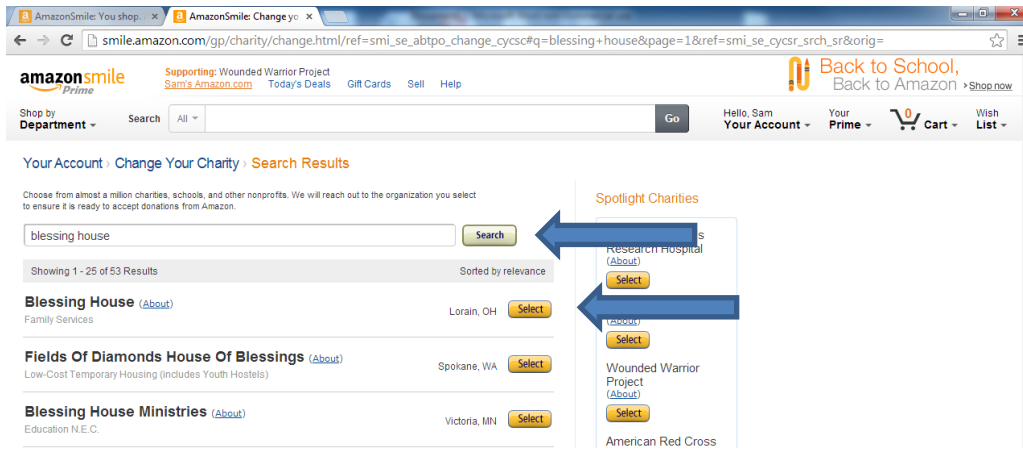 AmazonSmile: You shop.
AmazonSmile: Change yo
smile.amazon.com/gp/charity/change.html/ref=smi_se_abtpo_change_cycsc#q=blessing+house&page=1&ref=smi_se_cycsr_srch_sr&orig=
amazonsmile
Prime
Supporting: Wounded Warrior Project
Sam's Amazon.com Today's Deals Gift Cards Sell Help
Back to School,
Back to Amazon › Shop now
Shop by
Department
Search All Go
Hello, Sam
Your Account
Your
Prime
0
Cart
Wish
List
Your Account › Change Your Charity › Search Results
Choose from almost a million charities, schools, and other nonprofits. We will reach out to the organization you select
to ensure it is ready to accept donations from Amazon.
blessing house Search
Showing 1 - 25 of 53 Results Sorted by relevance
Blessing House (About)
Family Services
Lorain, OH Select
Fields Of Diamonds House Of Blessings (About)
Low-Cost Temporary Housing (includes Youth Hostels)
Spokane, WA Select
Blessing House Ministries (About)
Education N.E.C.
Victoria, MN Select
Spotlight Charities
s
Research Hospital
(About)
Select
(About)
Select
Wounded Warrior
Project
(About)
Select
American Red Cross